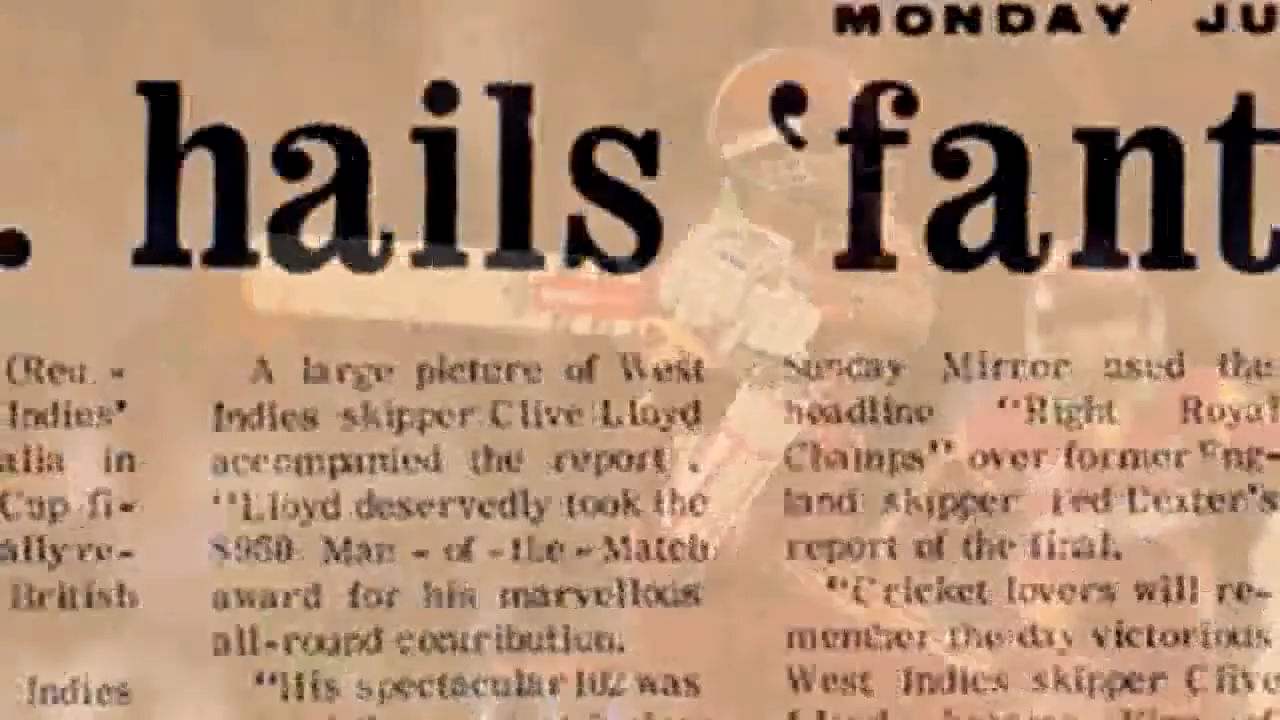 MONDAY JU
. hails 'fant
(Reu. -
Indies'
alia in
Cup fi-
ally re-
British
Indies
A large picture of West
Indies skipper Clive Lloyd
accompanied the report.
"Lloyd deservedly took the
Man - of - the - Match
award for his marvellous
all-round contribution.
"His spectacular 102 was
Sunday Mirror used the
headline "Right Royal
Champs" over former Eng-
land skipper Ted Dexter's
report of the final.
"Cricket lovers will re-
member the day victorious
West Indies skipper Clive